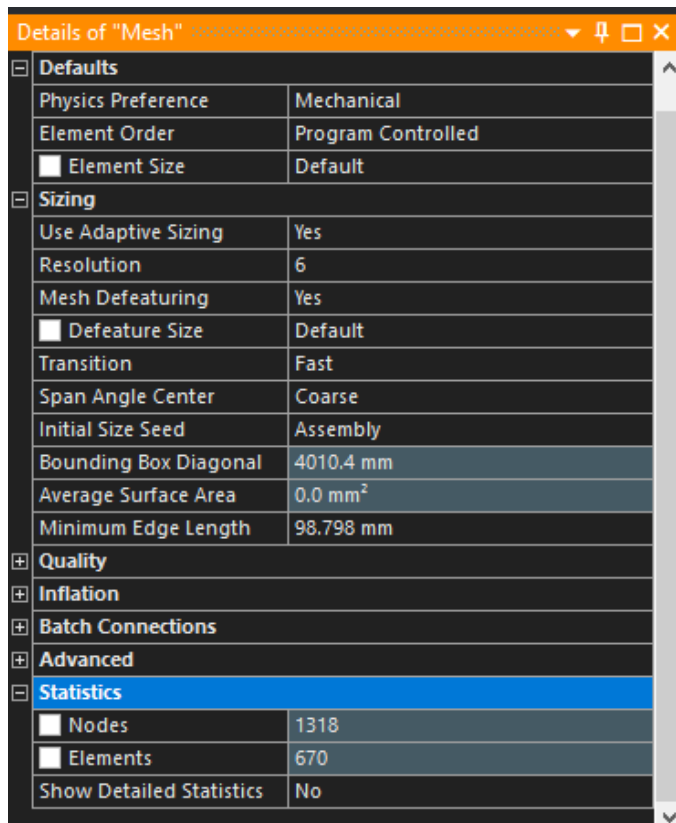 Details of "Mesh"
Defaults
Physics Preference Mechanical
Element Order Program Controlled
Element Size Default
Sizing
Use Adaptive Sizing Yes
Resolution 6
Mesh Defeaturing Yes
Defeature Size Default
Transition Fast
Span Angle Center Coarse
Initial Size Seed Assembly
Bounding Box Diagonal 4010.4 mm
Average Surface Area 0.0 mm²
Minimum Edge Length 98.798 mm
Quality
Inflation
Batch Connections
Advanced
Statistics
Nodes 1318
Elements 670
Show Detailed Statistics No